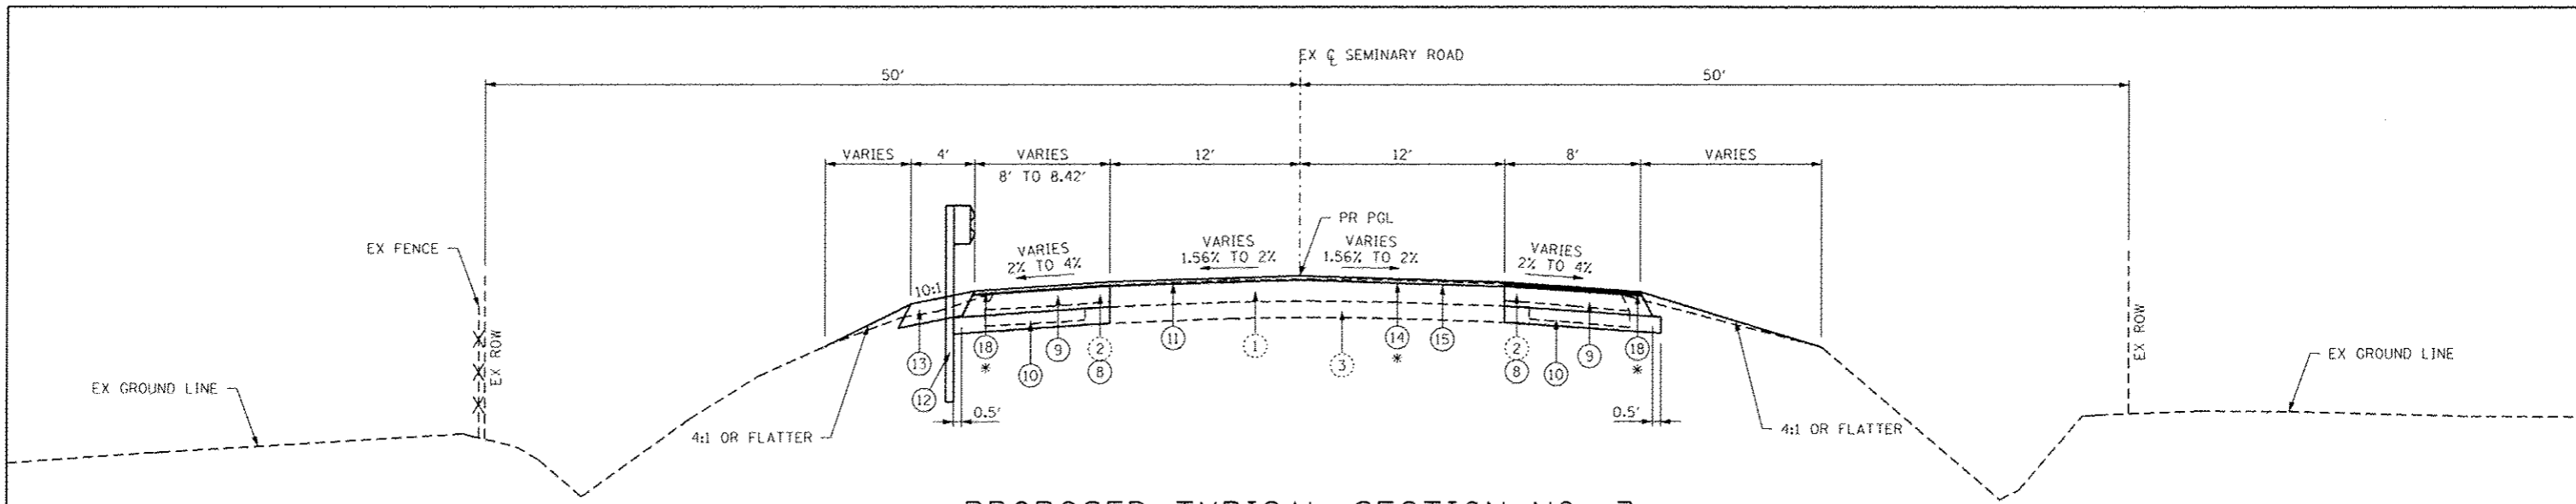 EX ℄ SEMINARY ROAD
50'
50'
VARIES
4'
VARIES
8' TO 8.42'
12'
12'
8'
VARIES
EX FENCE
PR PGL
VARIES
2% TO 4%
VARIES
1.56% TO 2%
VARIES
1.56% TO 2%
VARIES
2% TO 4%
10:1
EX ROW
EX ROW
EX GROUND LINE
EX GROUND LINE
13
18
*
9
2
8
11
1
3
14
*
15
2
8
10
9
18
*
10
12
0.5'
0.5'
4:1 OR FLATTER
4:1 OR FLATTER